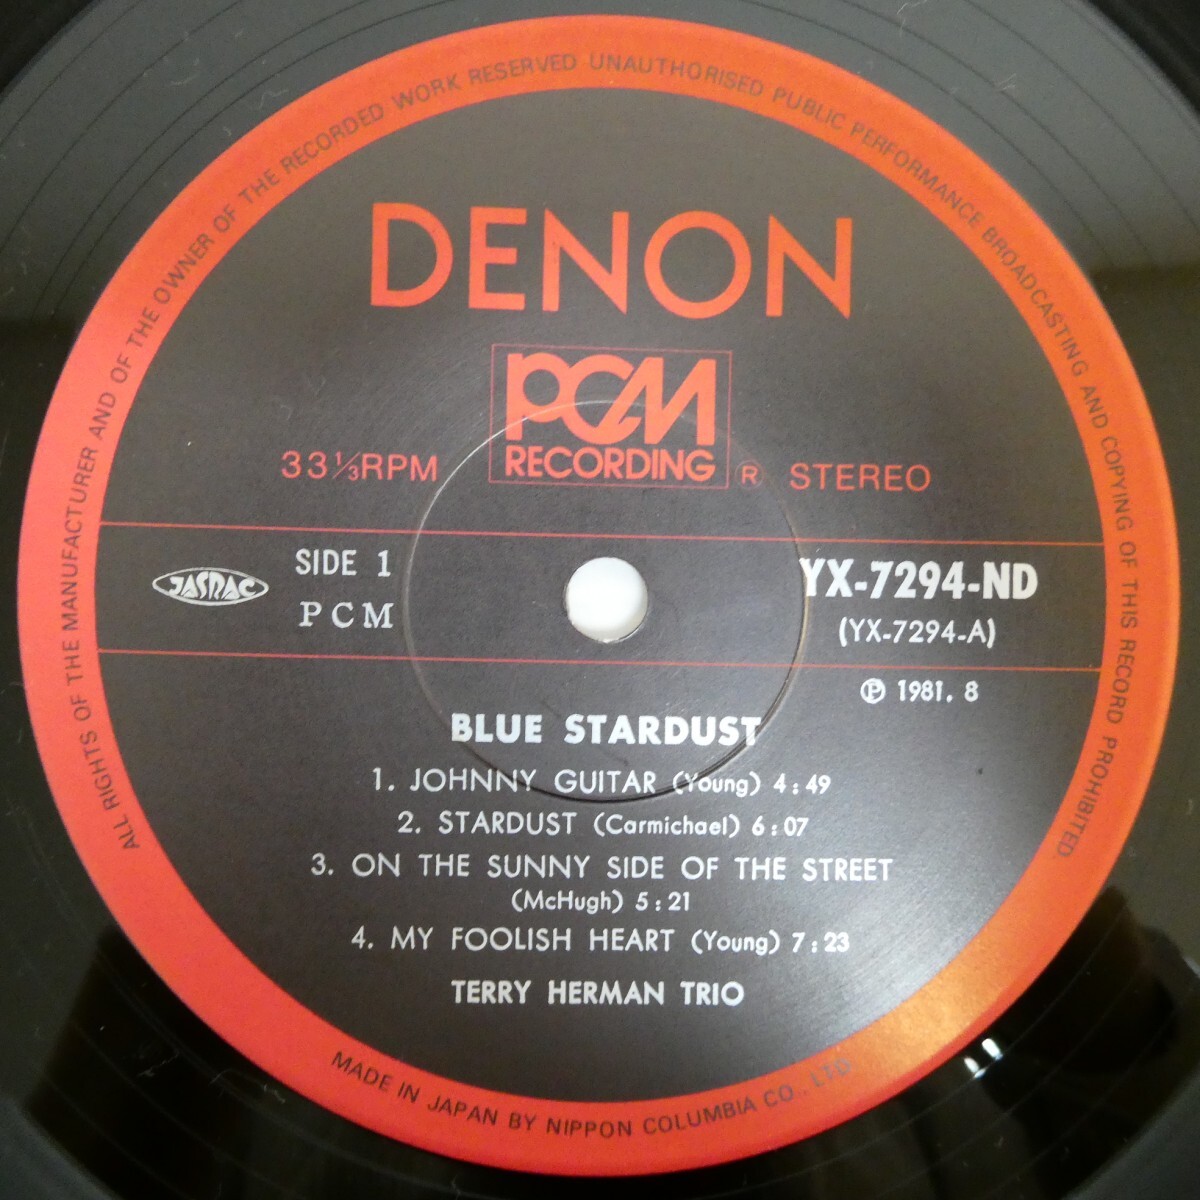 ALL RIGHTS OF THE MANUFACTURER AND OF THE OWNER OF THE RECORDED WORK RESERVED UNAUTHORISED PUBLIC PERFORMANCE BROADCASTING AND COPYING OF THIS RECORD PROHIBITED.
DENON
PCM
RECORDING
33⅓RPM ® STEREO
JASRAC
SIDE 1
PCM
YX-7294-ND
(YX-7294-A)
℗ 1981. 8
BLUE STARDUST
1. JOHNNY GUITAR (Young) 4:49
2. STARDUST (Carmichael) 6:07
3. ON THE SUNNY SIDE OF THE STREET
(McHugh) 5:21
4. MY FOOLISH HEART (Young) 7:23
TERRY HERMAN TRIO
MADE IN JAPAN BY NIPPON COLUMBIA CO., LTD.